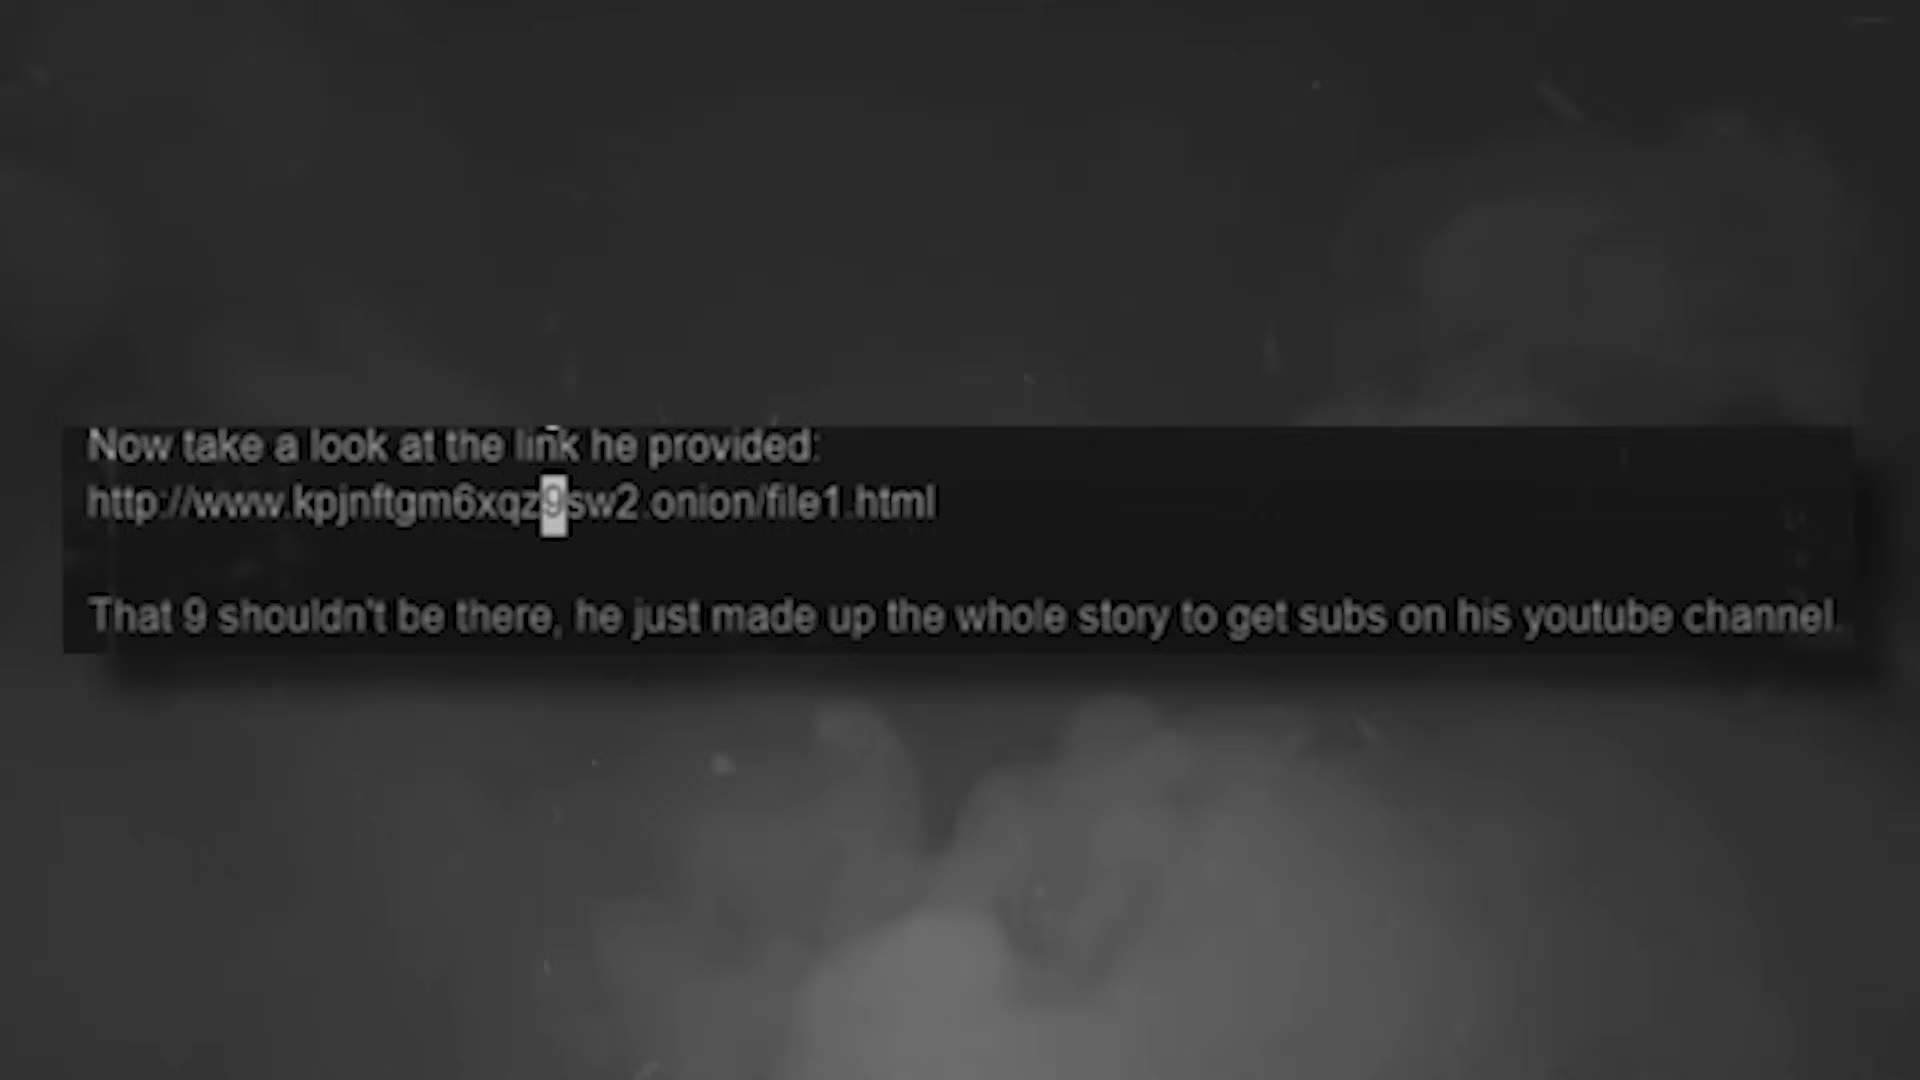 Now take a look at the link he provided:
http://www.kpjnftgm6xqz9sw2.onion/file1.html
That 9 shouldn't be there, he just made up the whole story to get subs on his youtube channel.